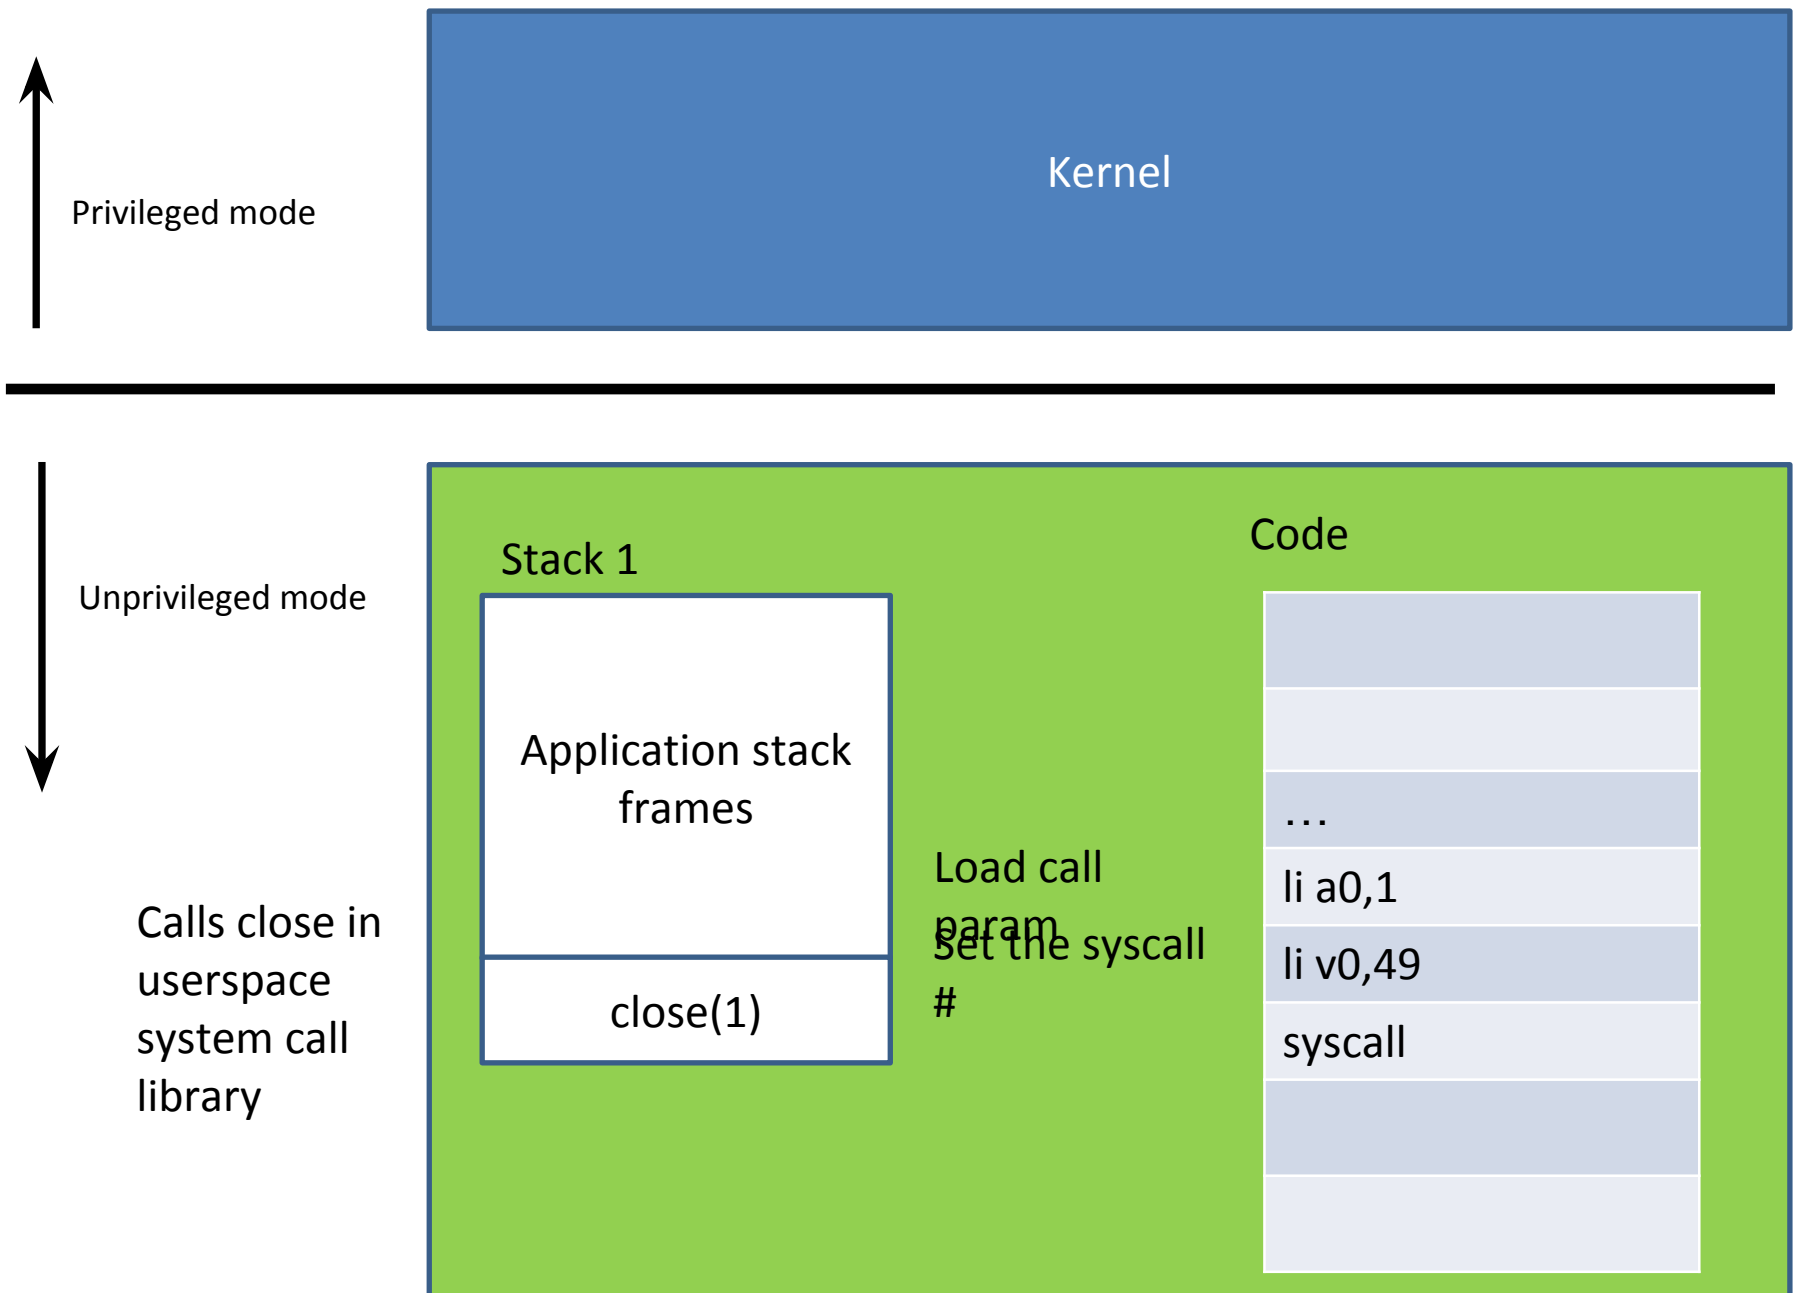 Kernel
Privileged mode
Unprivileged mode
Stack 1
Code
Application stack
frames
close(1)
Calls close in
userspace
system call
library
Load call
param
Set the syscall
#
…
li a0,1
li v0,49
syscall